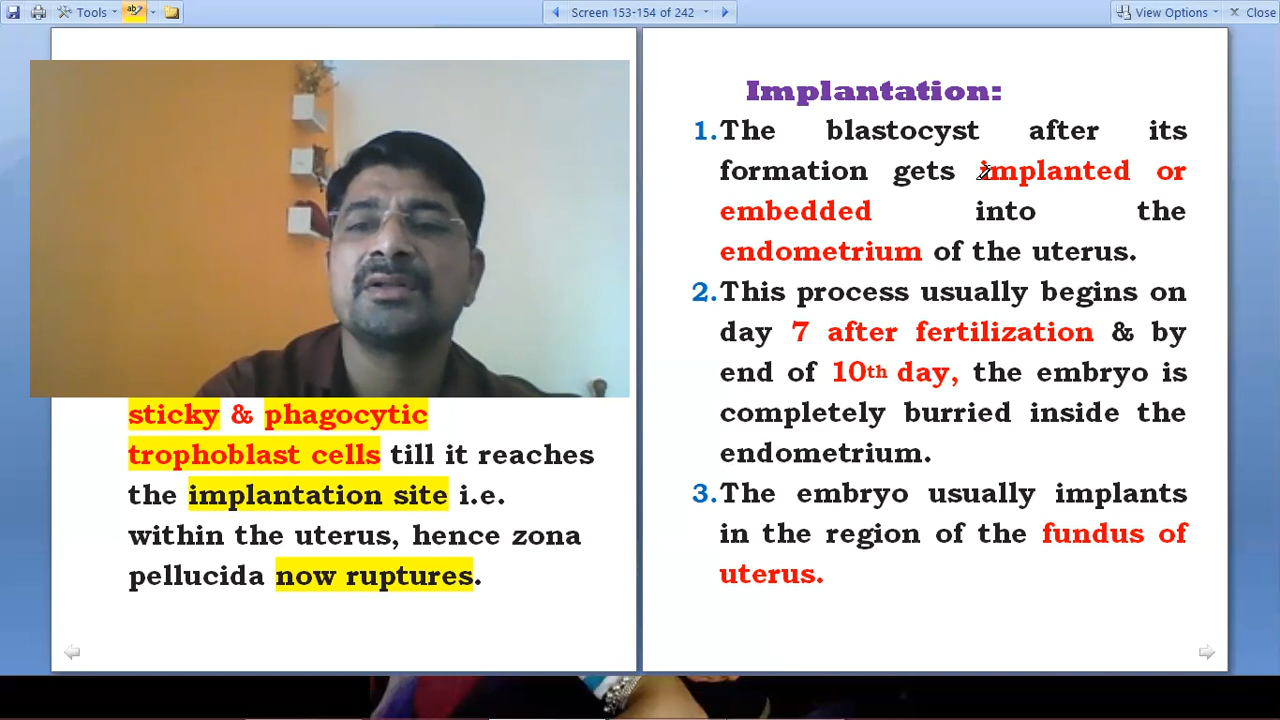 Tools
Screen 153-154 of 242
View Options
Close
sticky & phagocytic
trophoblast cells till it reaches
the implantation site i.e.
within the uterus, hence zona
pellucida now ruptures.
Implantation:
1.The blastocyst after its
formation gets implanted or
embedded into the
endometrium of the uterus.
2.This process usually begins on
day 7 after fertilization & by
end of 10th day, the embryo is
completely burried inside the
endometrium.
3.The embryo usually implants
in the region of the fundus of
uterus.